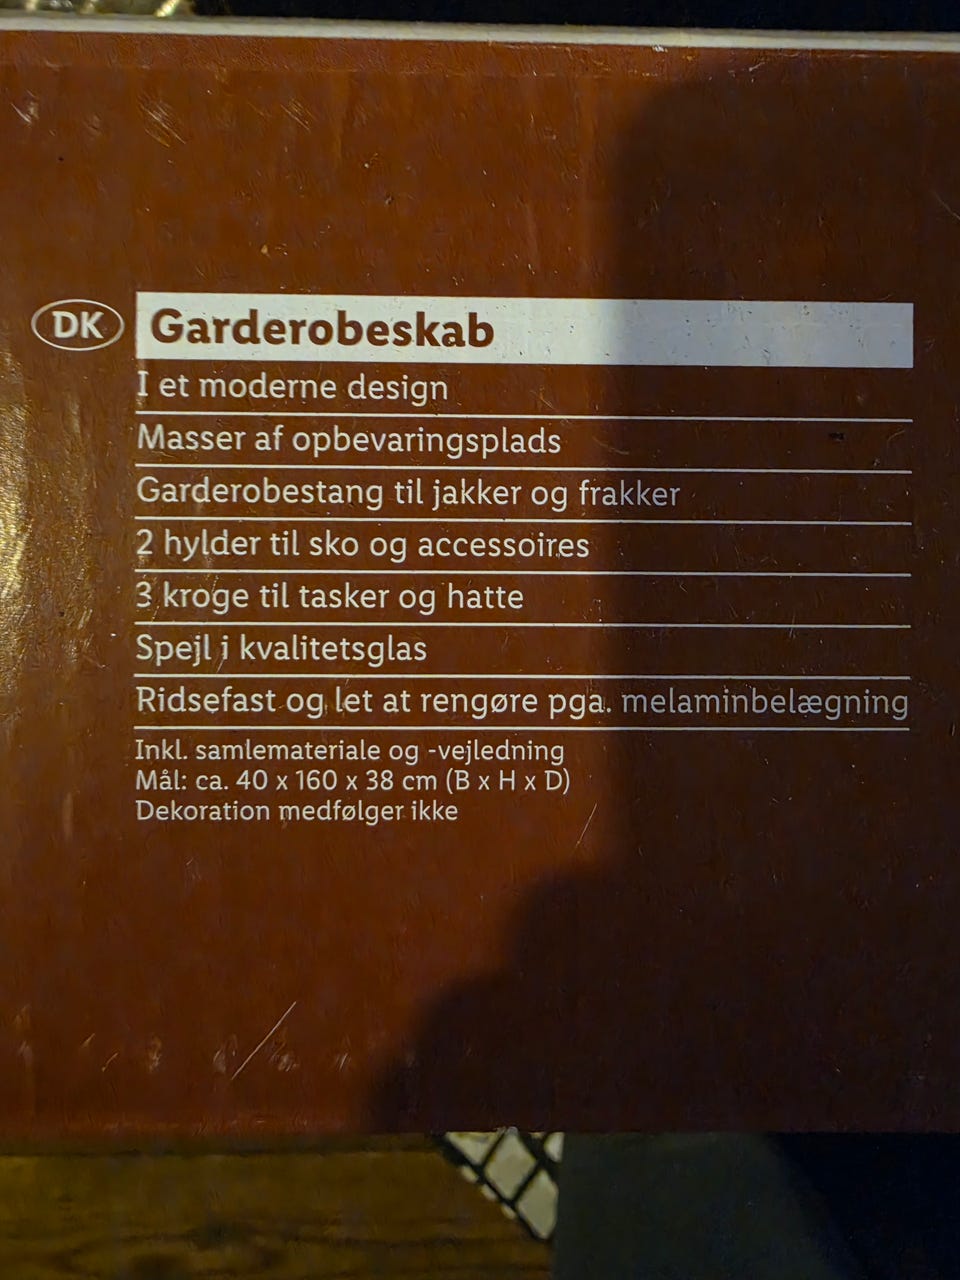 DK
Garderobeskab
I et moderne design
Masser af opbevaringsplads
Garderobestang til jakker og frakker
2 hylder til sko og accessoires
3 kroge til tasker og hatte
Spejl i kvalitetsglas
Ridsefast og let at rengøre pga. melaminbelægning
Inkl. samlemateriale og -vejledning
Mål: ca. 40 x 160 x 38 cm (B x H x D)
Dekoration medfølger ikke